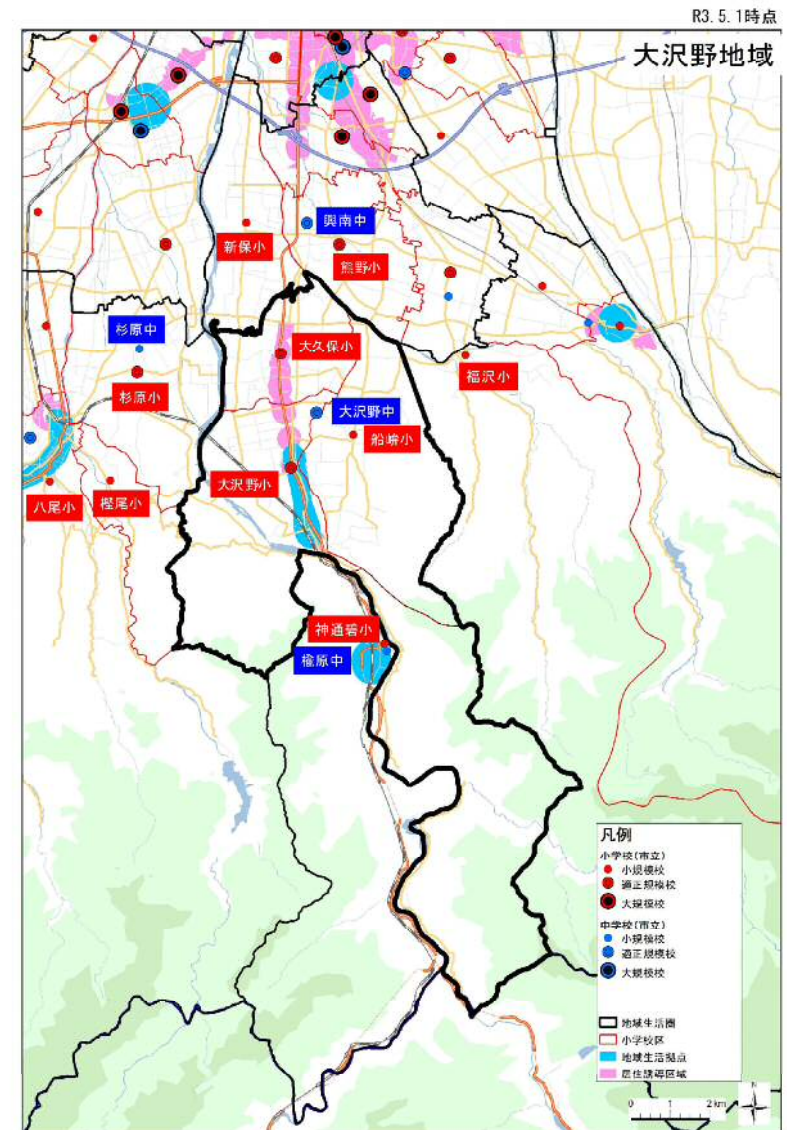 R3.5.1時点
大沢野地域
興南中
新保小
熊野小
杉原中
大久保小
福沢小
杉原小
大沢野中
船峅小
大沢野小
八尾小
樫尾小
神通碧小
楡原中
凡例
小学校(市立)
小規模校
適正規模校
大規模校
中学校(市立)
小規模校
適正規模校
大規模校
地域生活圏
小学校区
地域生活拠点
居住誘導区域
N
0 1 2km